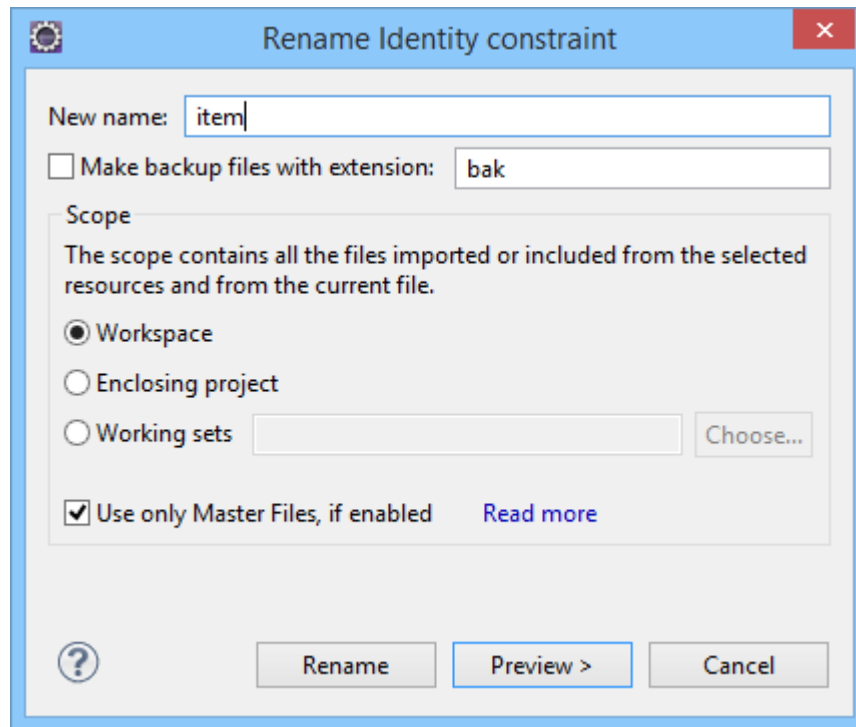 Rename Identity constraint
New name: item
Make backup files with extension: bak
Scope
The scope contains all the files imported or included from the selected
resources and from the current file.
Workspace
Enclosing project
Working sets Choose...
Use only Master Files, if enabled Read more
? Rename Preview > Cancel